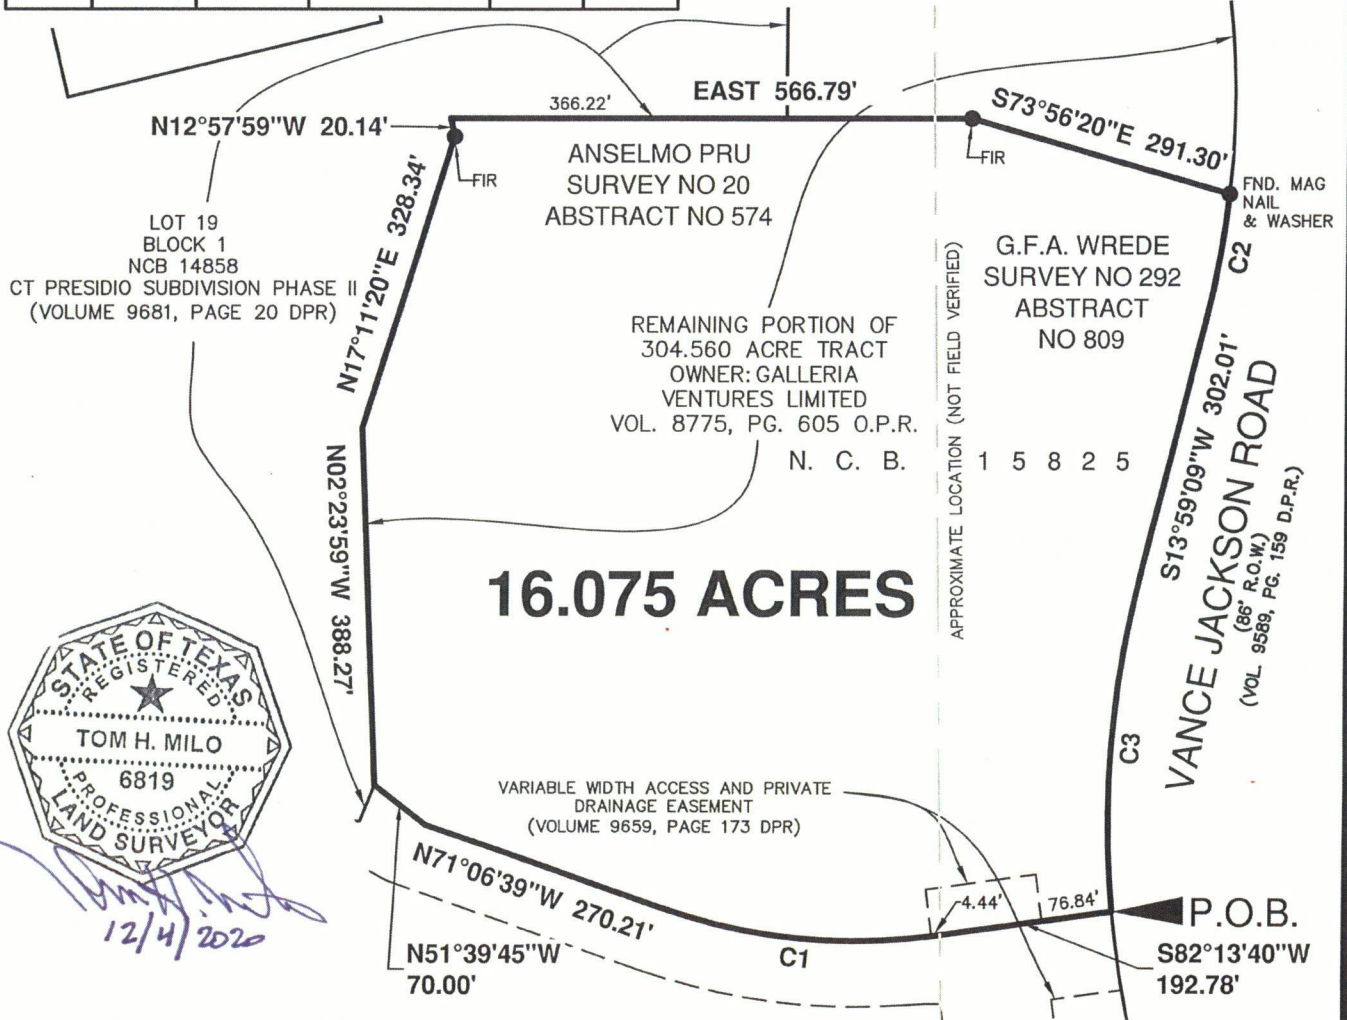 366.22'
EAST 566.79'
S73°56'20"E 291.30'
N12°57'59"W 20.14'
FIR
FIR
ANSELMO PRU
SURVEY NO 20
ABSTRACT NO 574
FND. MAG
NAIL
& WASHER
LOT 19
BLOCK 1
NCB 14858
CT PRESIDIO SUBDIVISION PHASE II
(VOLUME 9681, PAGE 20 DPR)
N17°11'20"E 328.34'
G.F.A. WREDE
SURVEY NO 292
ABSTRACT
NO 809
C2
REMAINING PORTION OF
304.560 ACRE TRACT
OWNER: GALLERIA
VENTURES LIMITED
VOL. 8775, PG. 605 O.P.R.
APPROXIMATE LOCATION (NOT FIELD VERIFIED)
N. C. B. 15825
S13°59'09"W 302.01'
VANCE JACKSON ROAD
(86' R.O.W.)
(VOL. 9589, PG. 159 D.P.R.)
N02°23'59"W 388.27'
16.075 ACRES
STATE OF TEXAS
REGISTERED
TOM H. MILO
6819
PROFESSIONAL
LAND SURVEYOR
12/4/2020
C3
VARIABLE WIDTH ACCESS AND PRIVATE
DRAINAGE EASEMENT
(VOLUME 9659, PAGE 173 DPR)
N71°06'39"W 270.21'
4.44'
76.84'
P.O.B.
N51°39'45"W
70.00'
C1
S82°13'40"W
192.78'